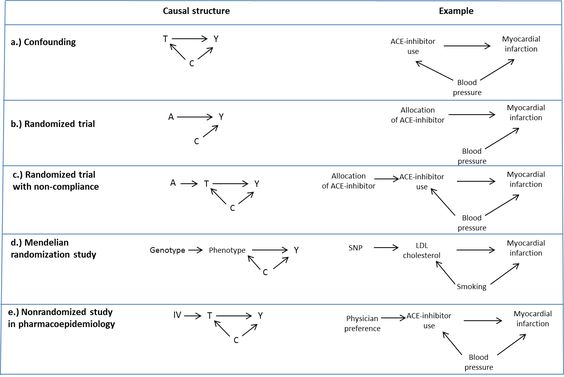 Causal structure Example
a.) Confounding
T Y
C
ACE-inhibitor
use
Myocardial
infarction
Blood
pressure
b.) Randomized trial
A Y
C
Allocation
of ACE-inhibitor
Myocardial
infarction
Blood
pressure
c.) Randomized trial
with non-compliance
A T Y
C
Allocation
of ACE-inhibitor
ACE-inhibitor
use
Myocardial
infarction
Blood
pressure
d.) Mendelian
randomization study
Genotype Phenotype Y
C
SNP
LDL
cholesterol
Myocardial
infarction
Smoking
e.) Nonrandomized study
in pharmacoepidemiology
IV T Y
C
Physician
preference
ACE-inhibitor
use
Myocardial
infarction
Blood
pressure